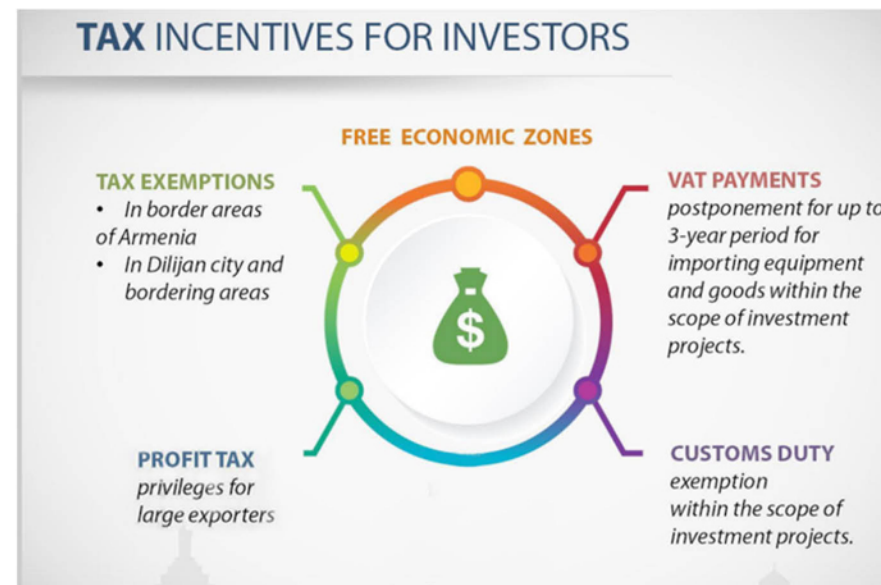 TAX INCENTIVES FOR INVESTORS
FREE ECONOMIC ZONES
TAX EXEMPTIONS
• In border areas
of Armenia
• In Dilijan city and
bordering areas
VAT PAYMENTS
postponement for up to
3-year period for
importing equipment
and goods within the
scope of investment
projects.
$
PROFIT TAX
privileges for
large exporters
CUSTOMS DUTY
exemption
within the scope of
investment projects.